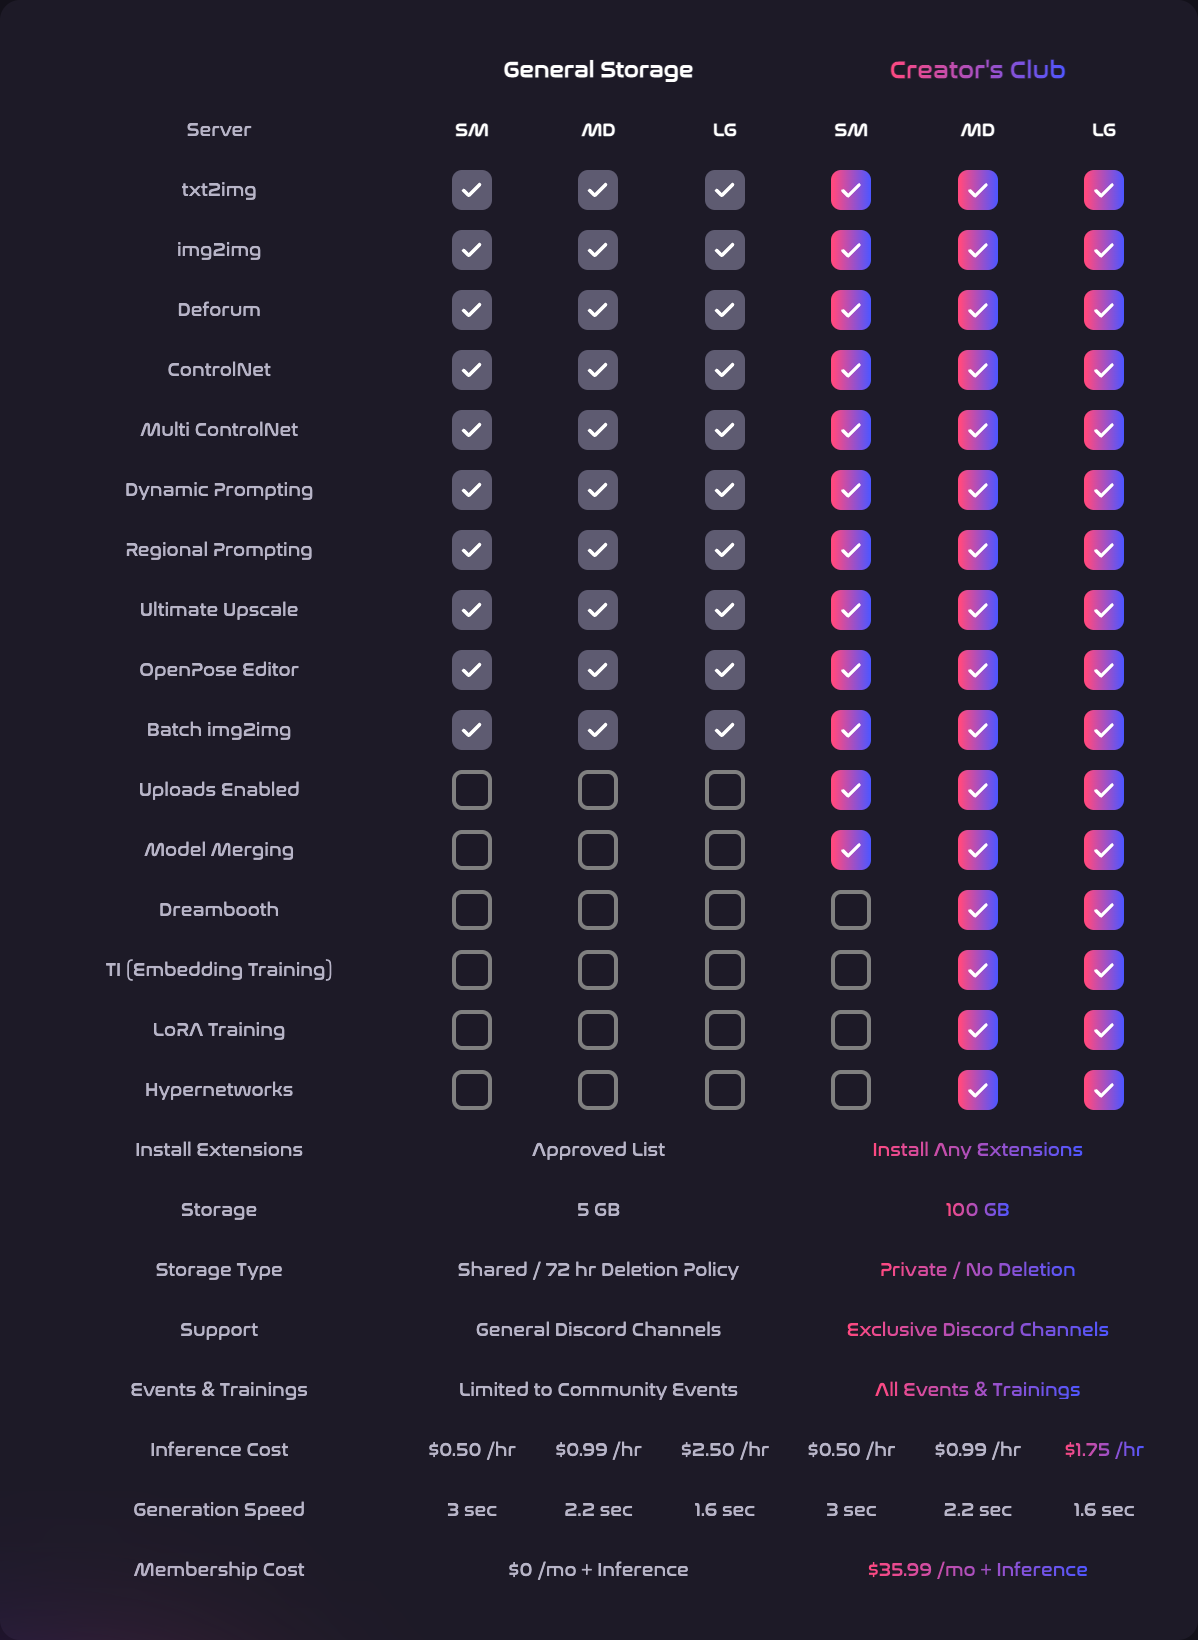 General Storage Creator's Club
Server SM MD LG SM MD LG
txt2img
img2img
Deforum
ControlNet
Multi ControlNet
Dynamic Prompting
Regional Prompting
Ultimate Upscale
OpenPose Editor
Batch img2img
Uploads Enabled
Model Merging
Dreambooth
TI (Embedding Training)
LoRA Training
Hypernetworks
Install Extensions Approved List Install Any Extensions
Storage 5 GB 100 GB
Storage Type Shared / 72 hr Deletion Policy Private / No Deletion
Support General Discord Channels Exclusive Discord Channels
Events & Trainings Limited to Community Events All Events & Trainings
Inference Cost $0.50 /hr $0.99 /hr $2.50 /hr $0.50 /hr $0.99 /hr $1.75 /hr
Generation Speed 3 sec 2.2 sec 1.6 sec 3 sec 2.2 sec 1.6 sec
Membership Cost $0 /mo + Inference $35.99 /mo + Inference